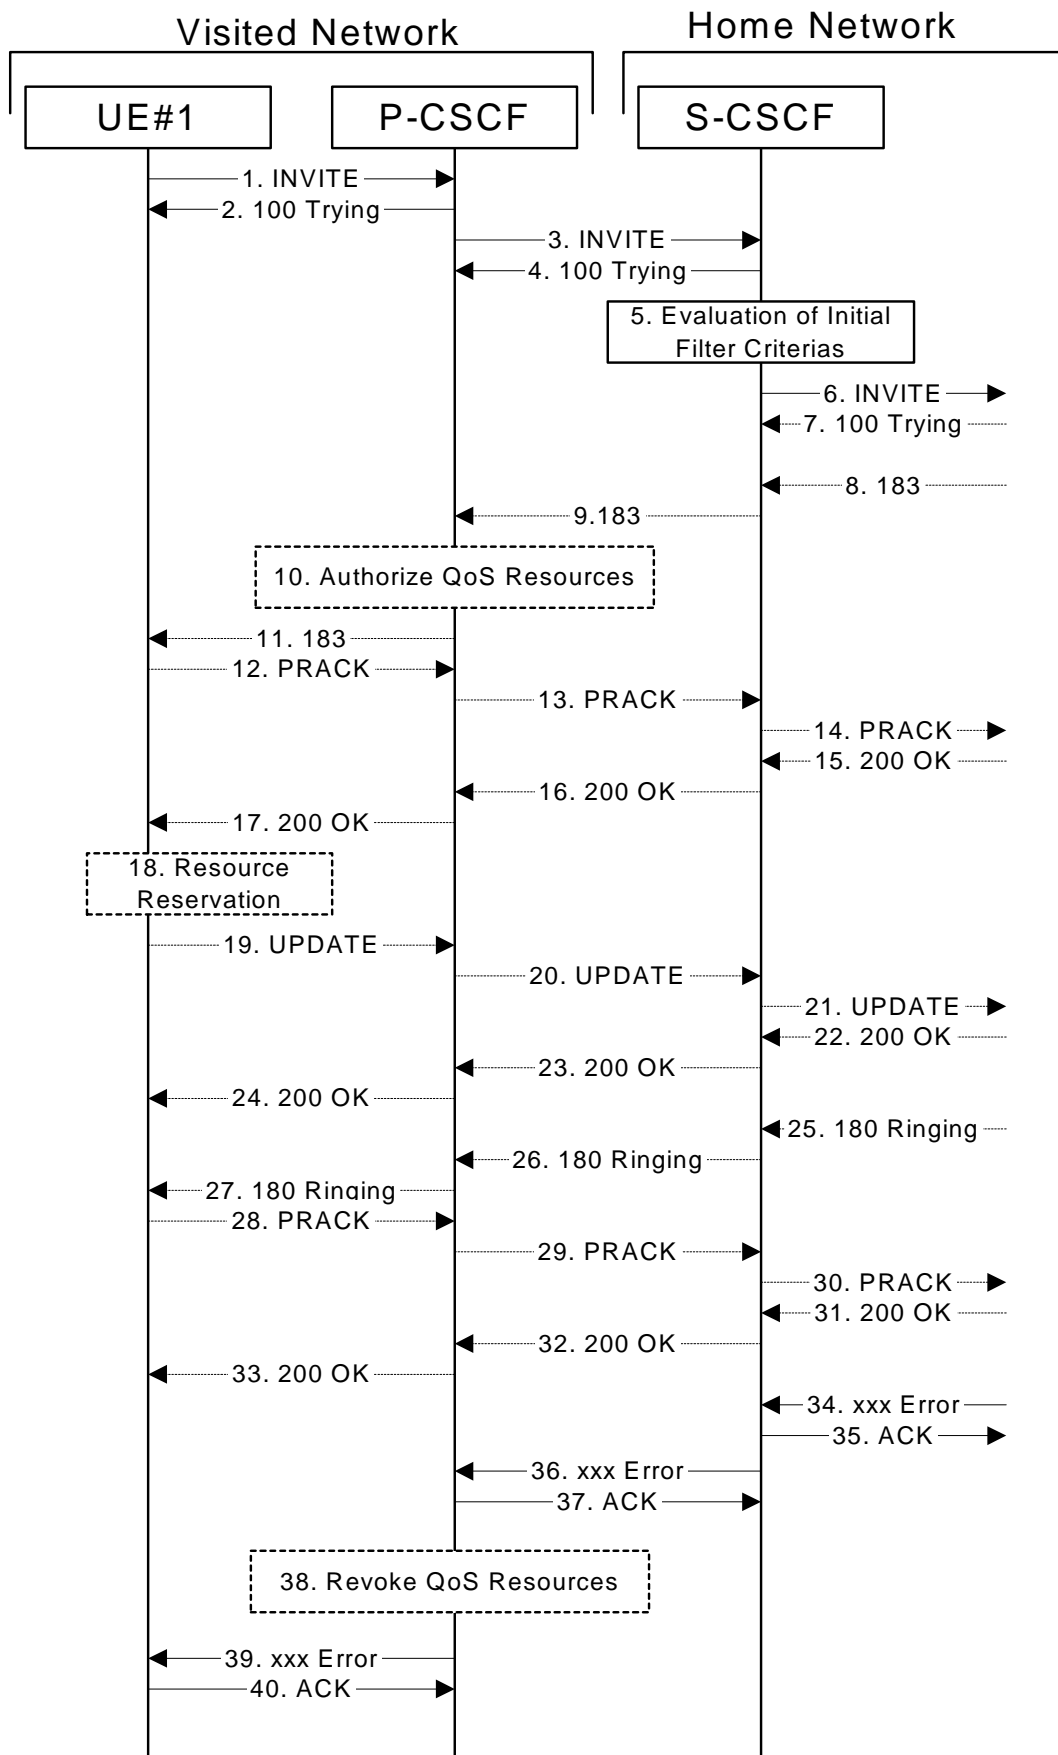 Visited Network
Home Network
UE#1
P-CSCF
S-CSCF
1. INVITE
2. 100 Trying
3. INVITE
4. 100 Trying
5. Evaluation of Initial
Filter Criterias
6. INVITE
7. 100 Trying
8. 183
9.183
10. Authorize QoS Resources
11. 183
12. PRACK
13. PRACK
14. PRACK
15. 200 OK
16. 200 OK
17. 200 OK
18. Resource
Reservation
19. UPDATE
20. UPDATE
21. UPDATE
22. 200 OK
23. 200 OK
24. 200 OK
25. 180 Ringing
26. 180 Ringing
27. 180 Ringing
28. PRACK
29. PRACK
30. PRACK
31. 200 OK
32. 200 OK
33. 200 OK
34. xxx Error
35. ACK
36. xxx Error
37. ACK
38. Revoke QoS Resources
39. xxx Error
40. ACK